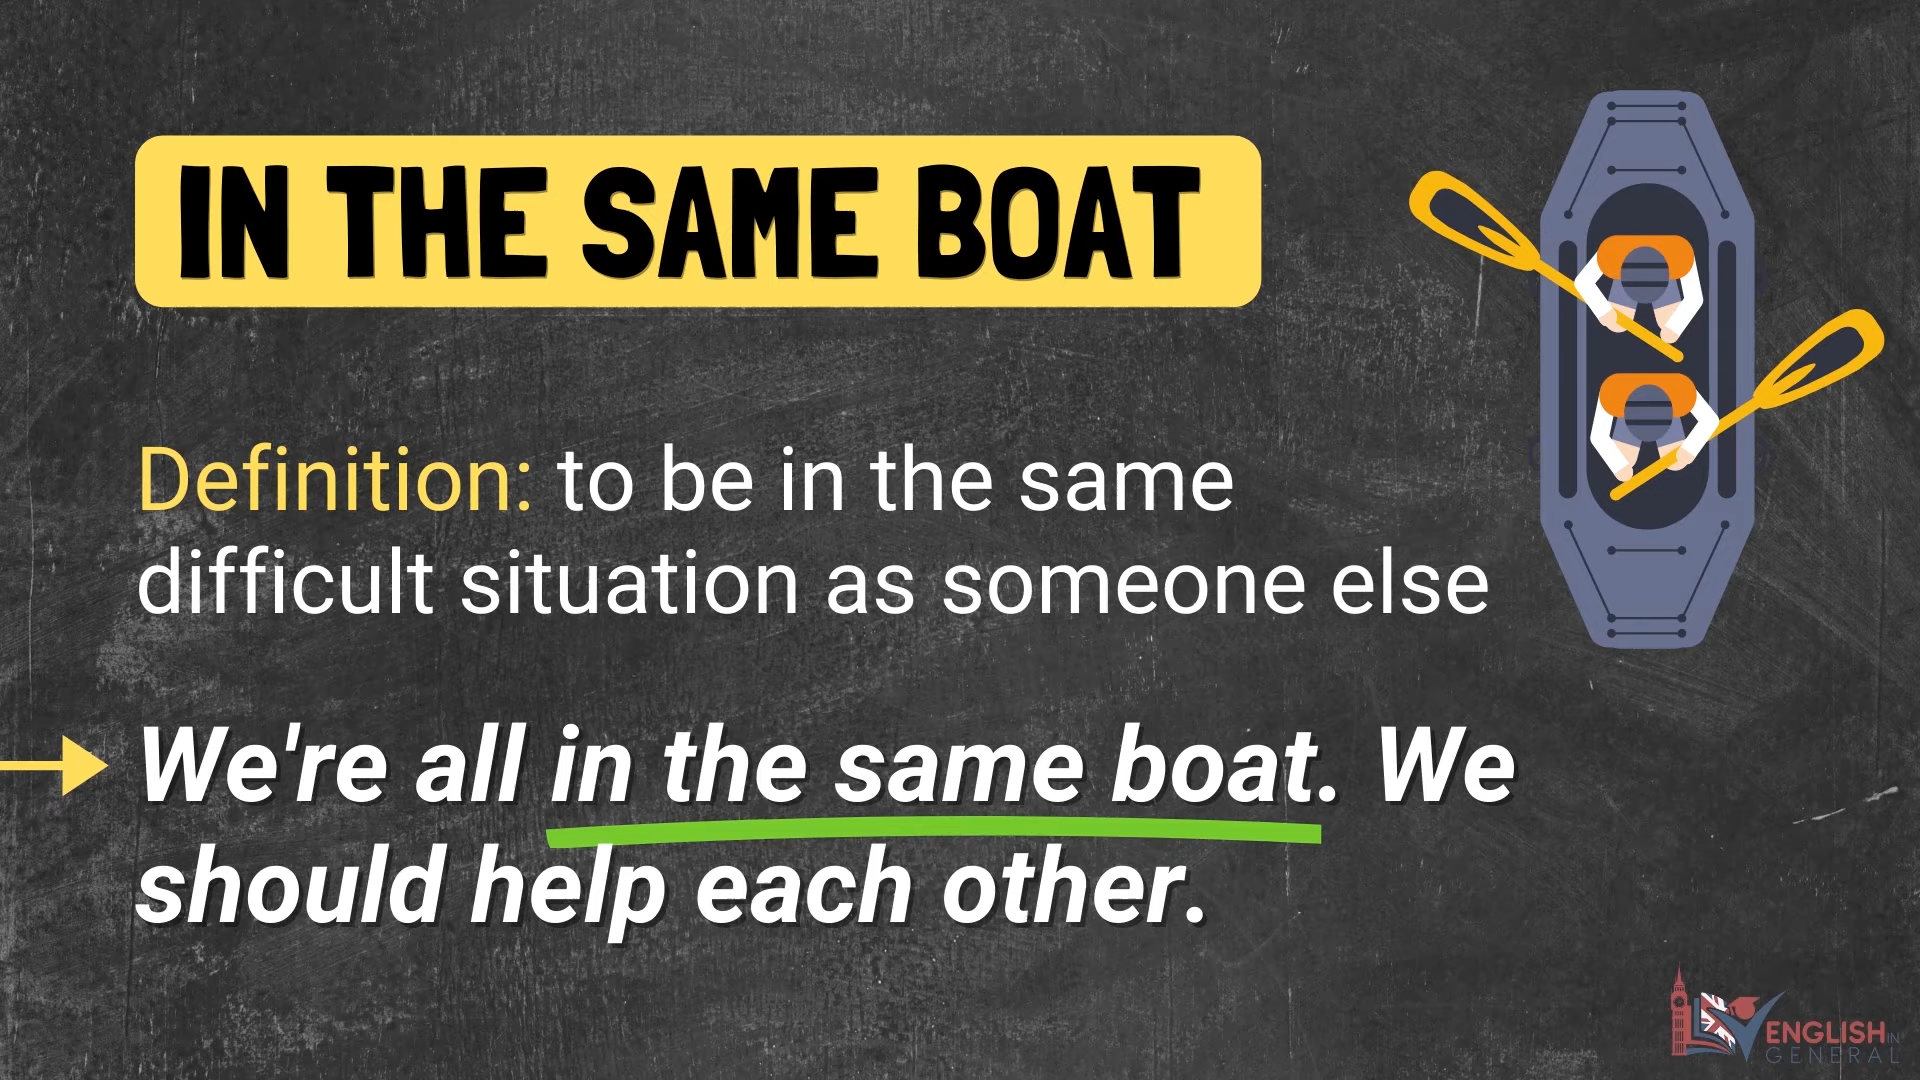 IN THE SAME BOAT
Definition: to be in the same
difficult situation as someone else
We're all in the same boat. We
should help each other.
ENGLISH IN
GENERAL